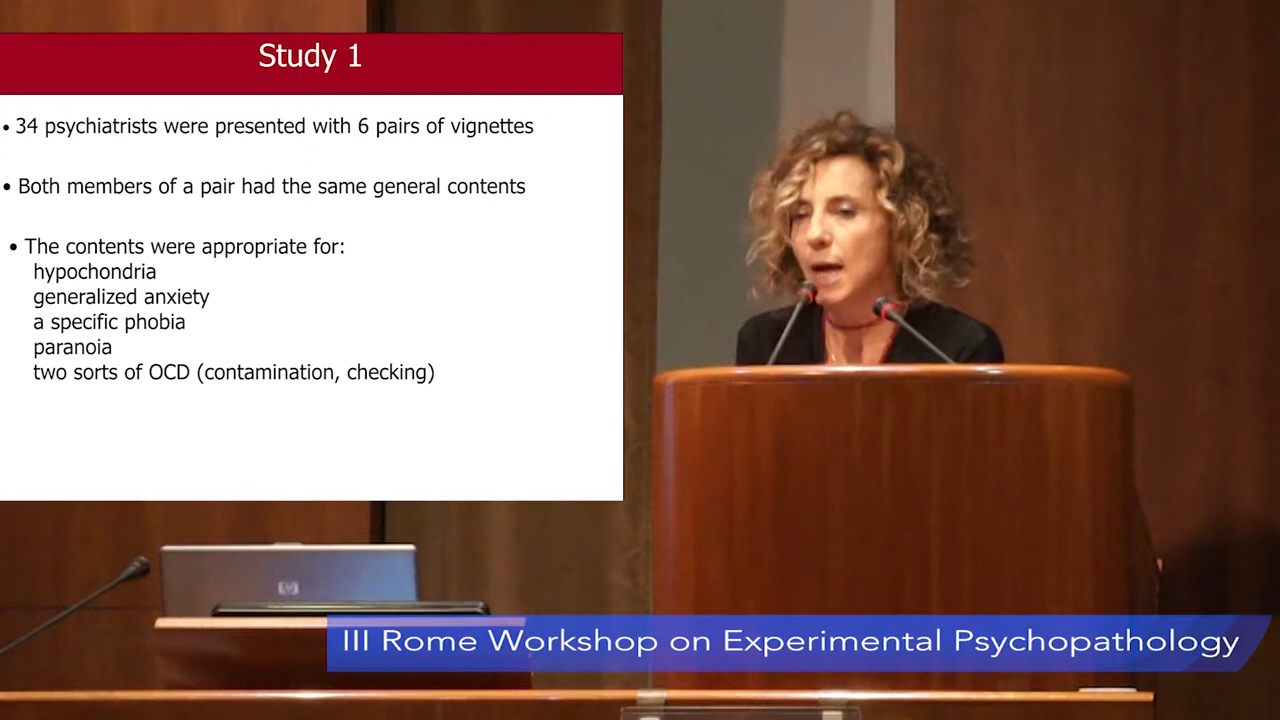 Study 1
• 34 psychiatrists were presented with 6 pairs of vignettes
• Both members of a pair had the same general contents
• The contents were appropriate for:
hypochondria
generalized anxiety
a specific phobia
paranoia
two sorts of OCD (contamination, checking)
hp
III Rome Workshop on Experimental Psychopathology